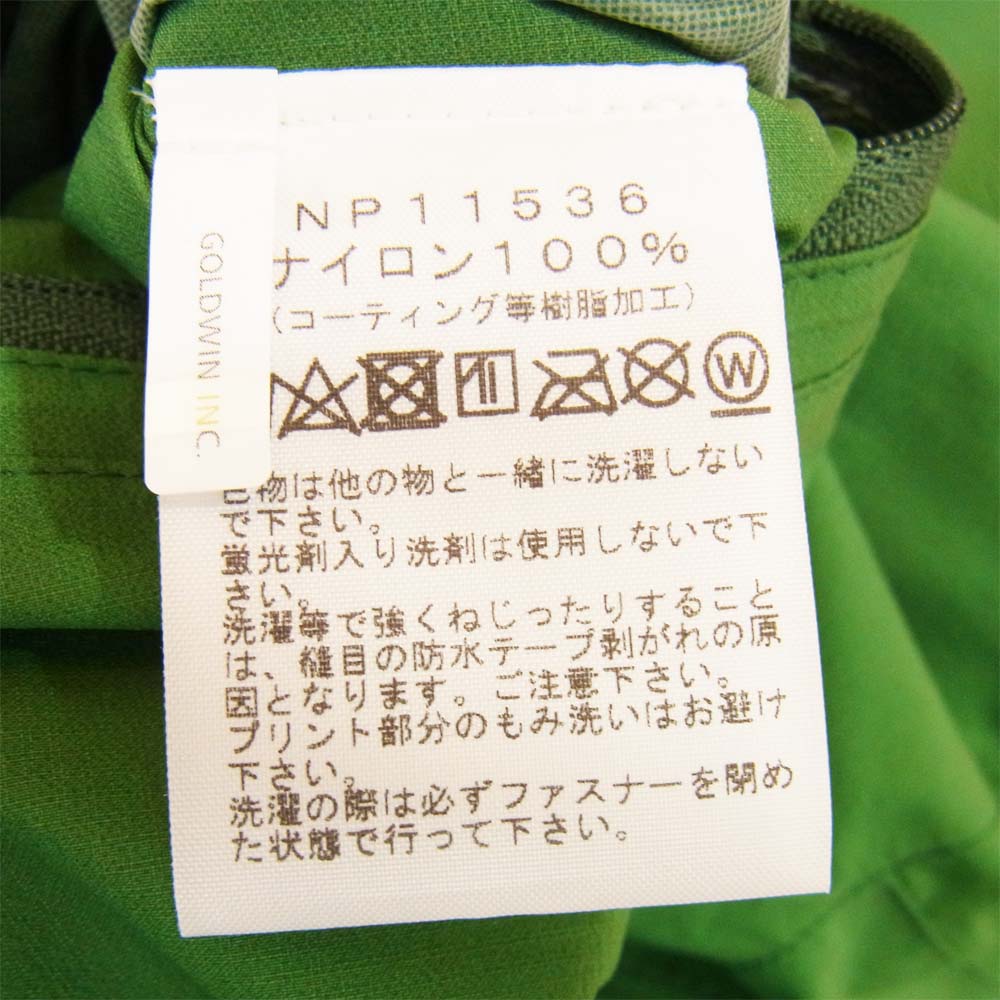 NP11536
ナイロン100%
(コーティング等樹脂加工)
GOLDWIN INC.
W
色物は他の物と一緒に洗濯しない
で下さい。
蛍光剤入り洗剤は使用しないで下
さい。
洗濯等で強くねじったりすること
は、縫目の防水テープ剥がれの原
因となります。ご注意下さい。
プリント部分のもみ洗いはお避け
下さい。
洗濯の際は必ずファスナーを閉め
た状態で行って下さい。